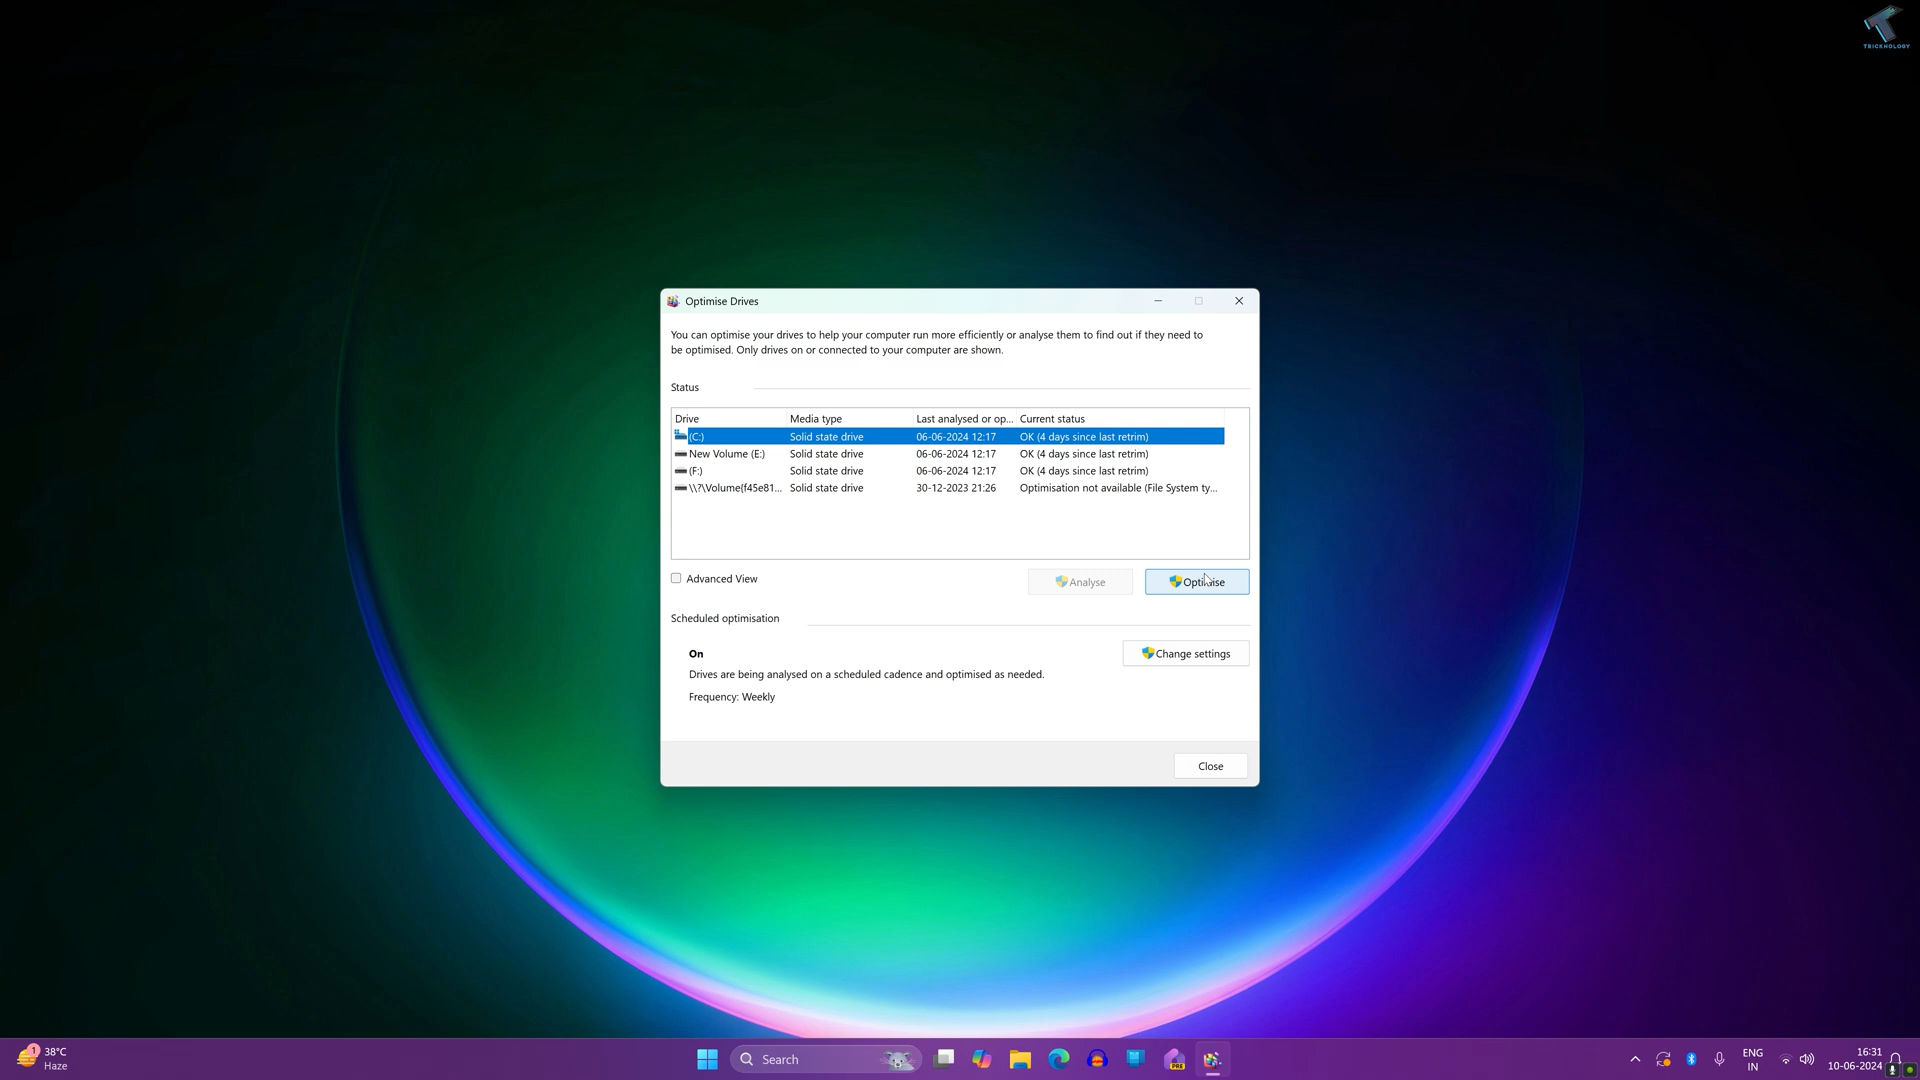 TRICKNOLOGY
Optimise Drives
You can optimise your drives to help your computer run more efficiently or analyse them to find out if they need to
be optimised. Only drives on or connected to your computer are shown.
Status
Drive Media type Last analysed or op... Current status
(C:) Solid state drive 06-06-2024 12:17 OK (4 days since last retrim)
New Volume (E:) Solid state drive 06-06-2024 12:17 OK (4 days since last retrim)
(F:) Solid state drive 06-06-2024 12:17 OK (4 days since last retrim)
\\?\Volume{f45e81... Solid state drive 30-12-2023 21:26 Optimisation not available (File System ty...
Advanced View Analyse Optimise
Scheduled optimisation
On
Change settings
Drives are being analysed on a scheduled cadence and optimised as needed.
Frequency: Weekly
Close
1
38°C
Haze
Search
PRE
ENG
IN
16:31
10-06-2024